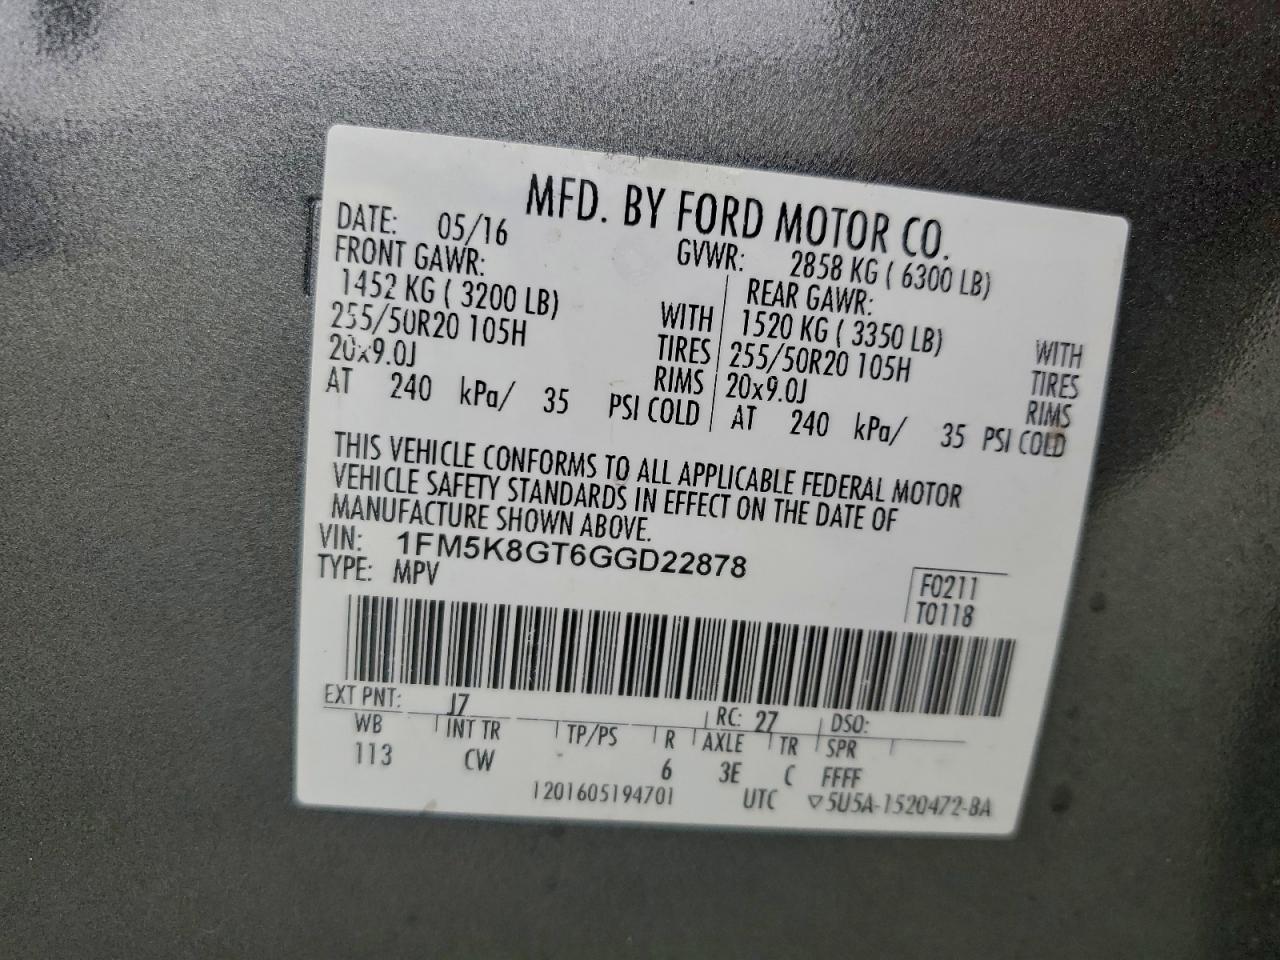 MFD. BY FORD MOTOR CO.
DATE: 05/16 GVWR: 2858 KG ( 6300 LB)
FRONT GAWR: REAR GAWR:
1452 KG ( 3200 LB) WITH 1520 KG ( 3350 LB) WITH
255/50R20 105H TIRES 255/50R20 105H TIRES
20x9.0J RIMS 20x9.0J RIMS
AT 240 kPa/ 35 PSI COLD AT 240 kPa/ 35 PSI COLD
THIS VEHICLE CONFORMS TO ALL APPLICABLE FEDERAL MOTOR
VEHICLE SAFETY STANDARDS IN EFFECT ON THE DATE OF
MANUFACTURE SHOWN ABOVE.
VIN: 1FM5K8GT6GGD22878
TYPE: MPV
F0211
T0118
EXT PNT: J7 RC: 27 DSO:
WB INT TR TP/PS R AXLE TR SPR
113 CW - 6 3E C FFFF
1201605194701 UTC ▽5U5A-1520472-BA